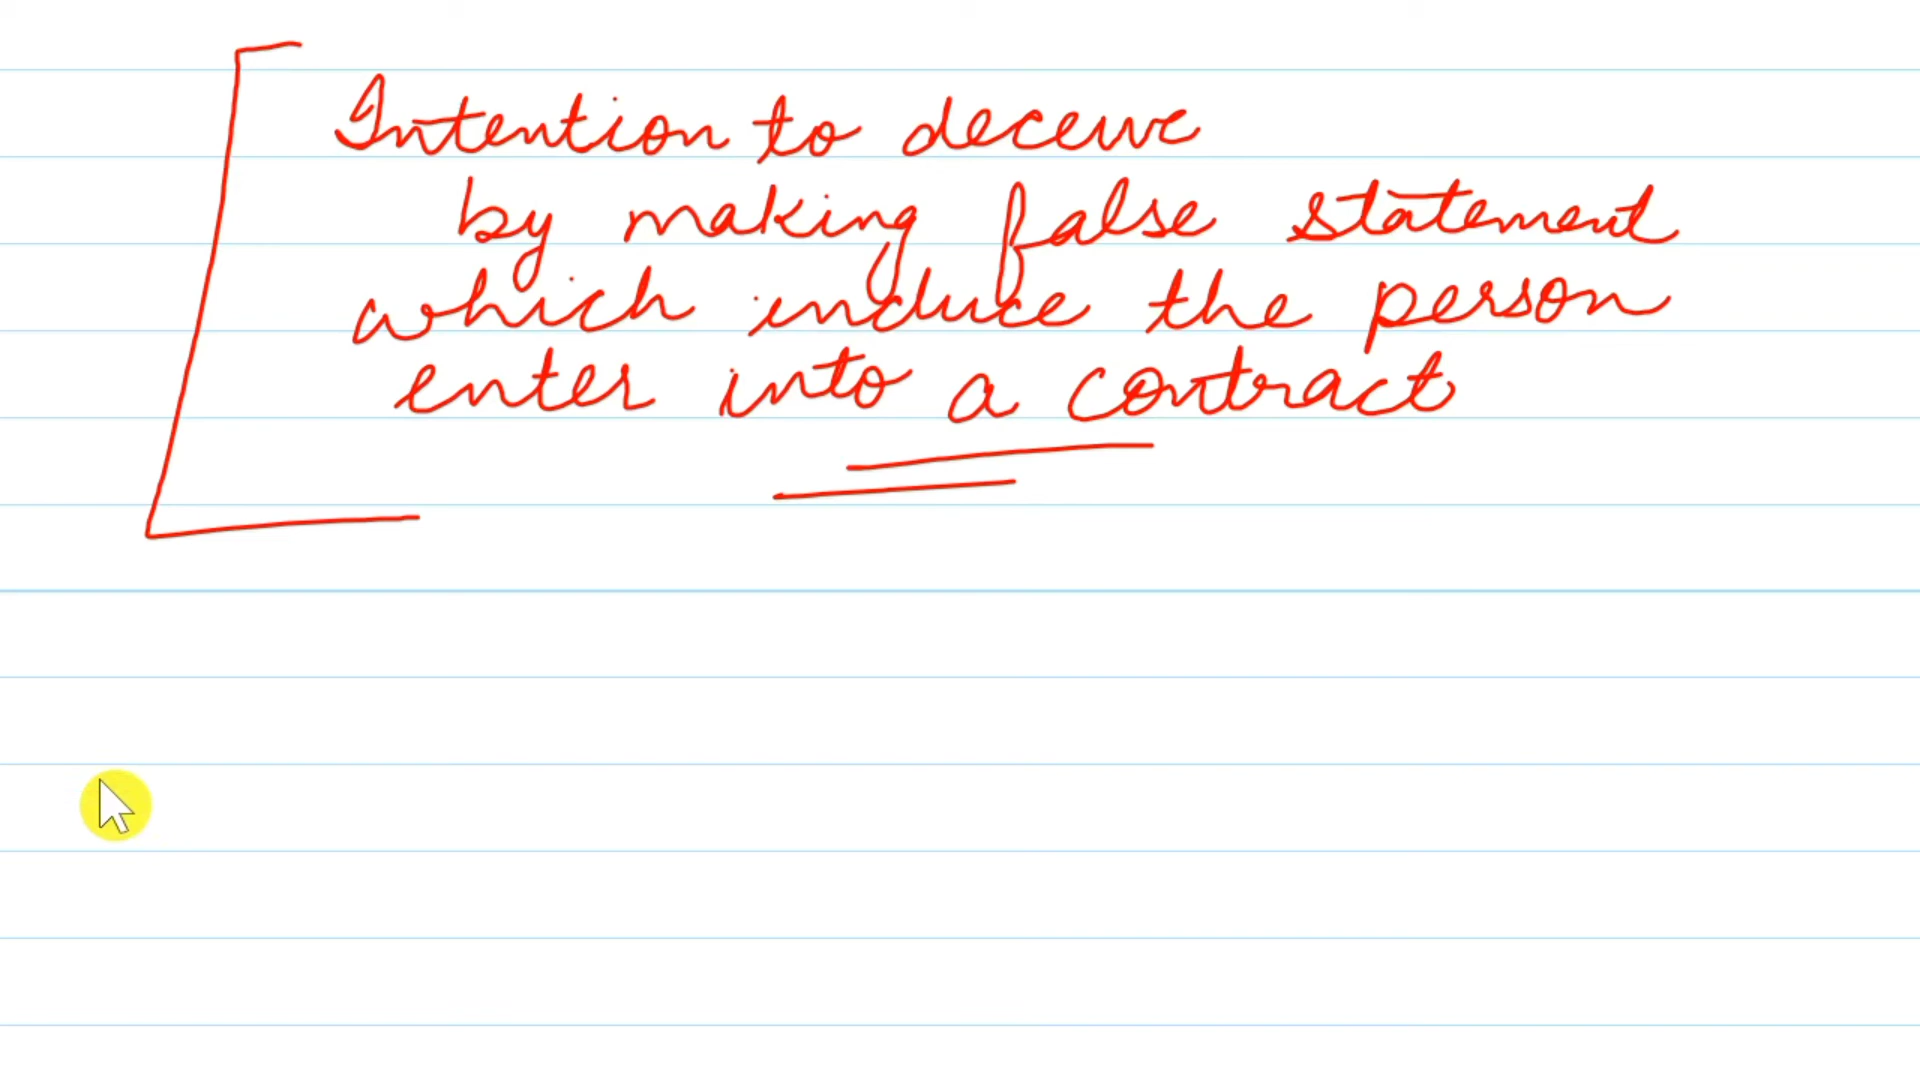 Intention to deceive
by making false statement
which induce the person
enter into a contract